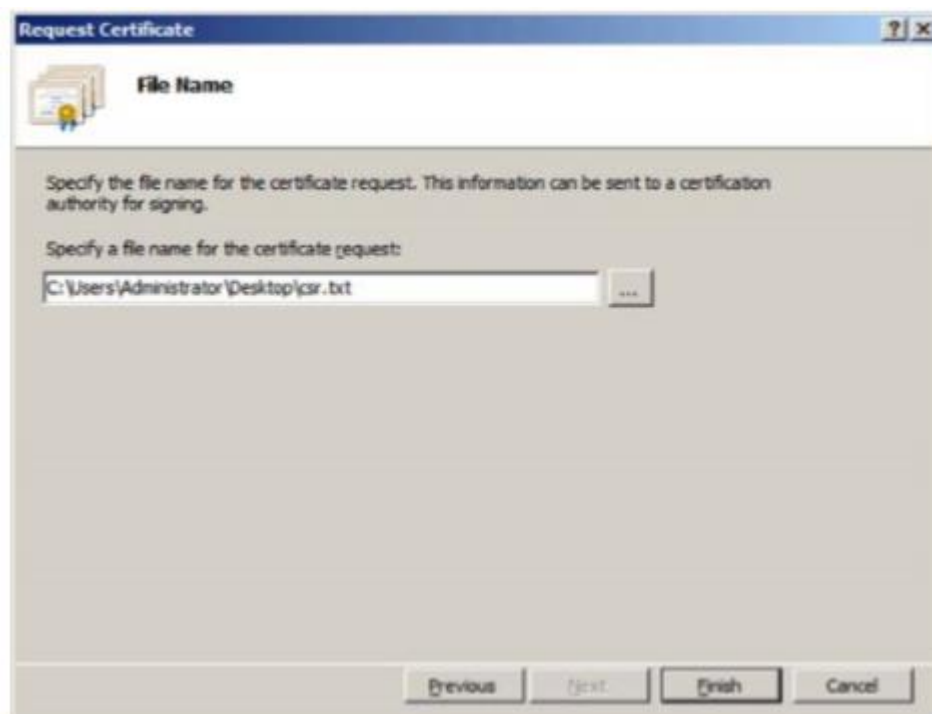 Request Certificate
File Name
Specify the file name for the certificate request. This information can be sent to a certification
authority for signing.
Specify a file name for the certificate request:
C:\Users\Administrator\Desktop\csr.txt
...
Previous
Next
Finish
Cancel